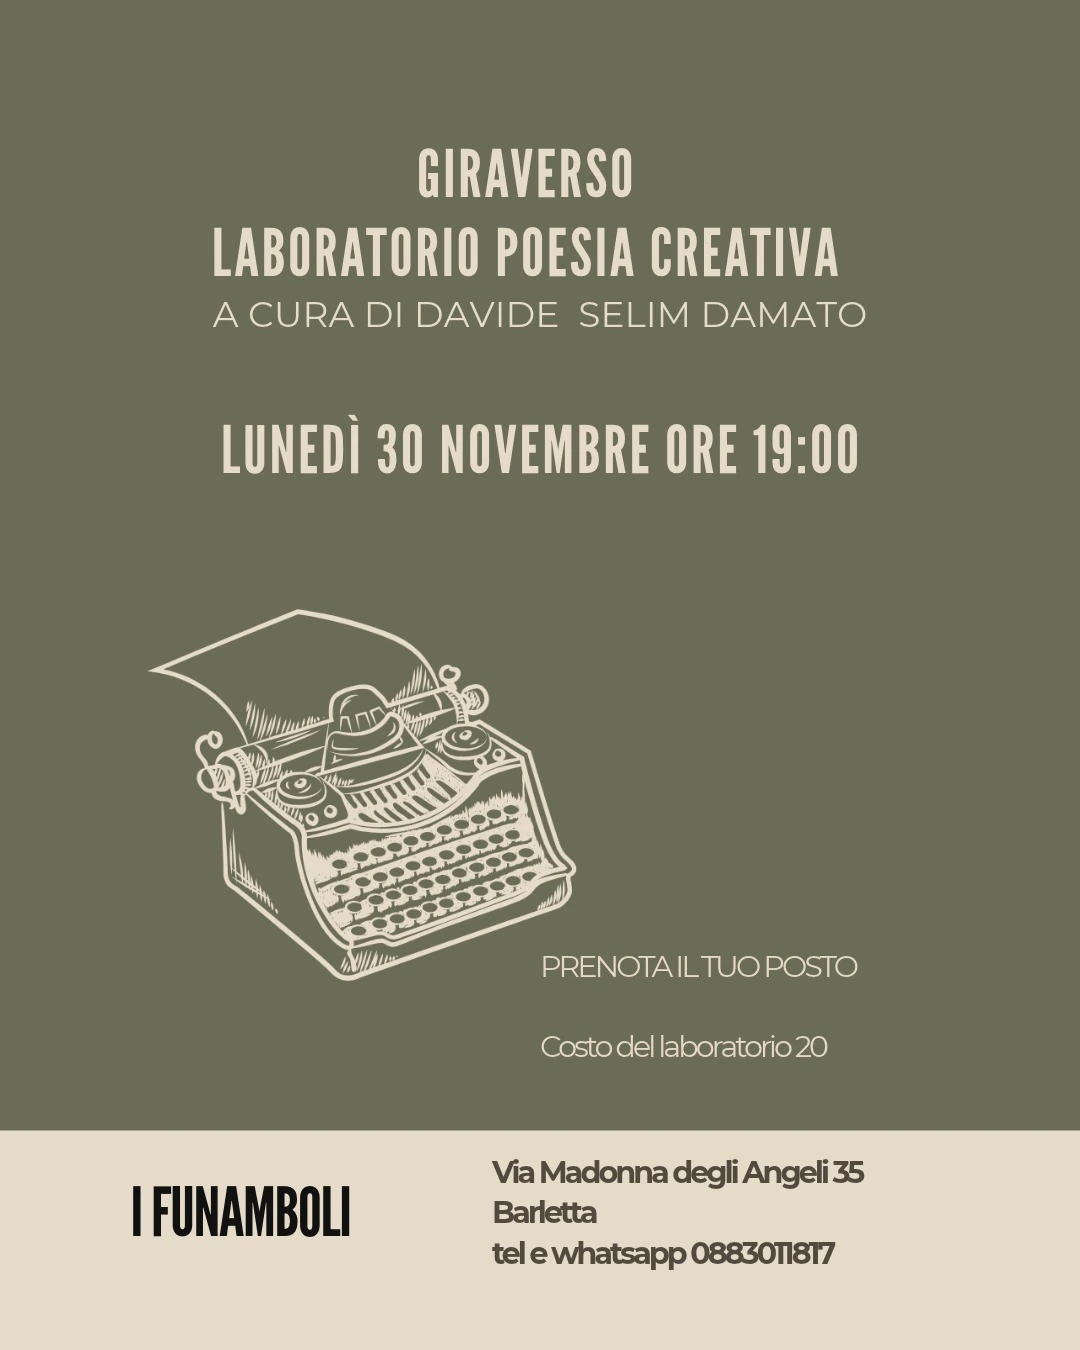 GIRAVERSO
LABORATORIO POESIA CREATIVA
A CURA DI DAVIDE SELIM DAMATO
LUNEDÌ 30 NOVEMBRE ORE 19:00
PRENOTA IL TUO POSTO
Costo del laboratorio 20
I FUNAMBOLI
Via Madonna degli Angeli 35
Barletta
tel e whatsapp 0883011817